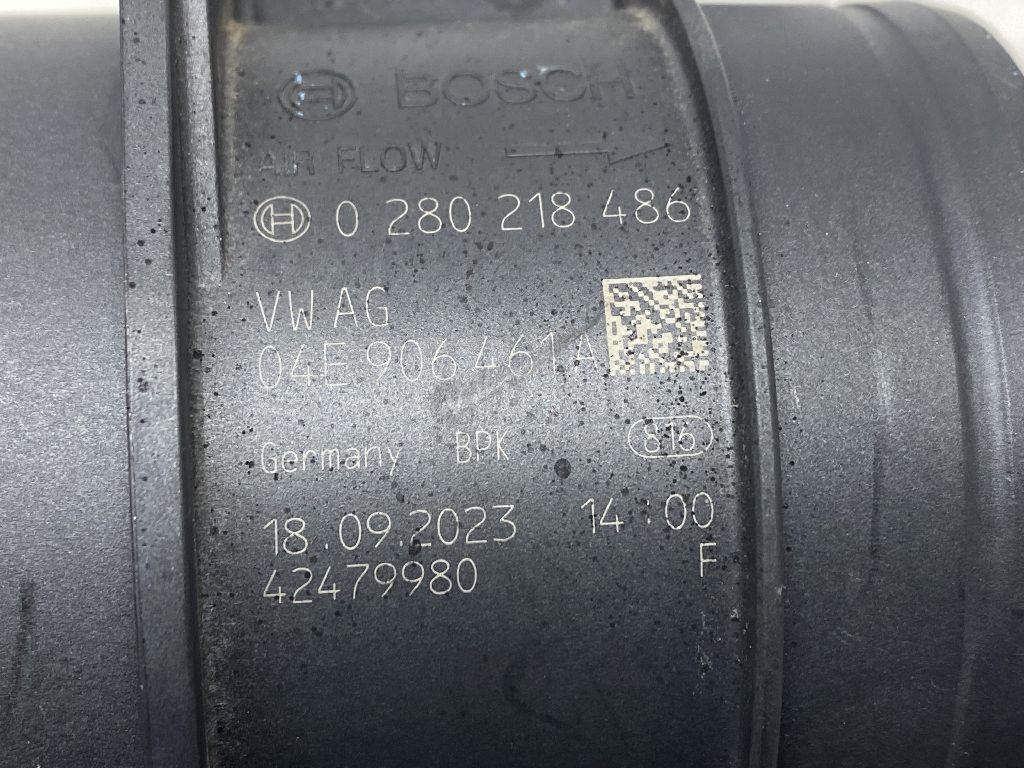 BOSCH
AIR FLOW
0 280 218 486
VW AG
04E 906 461 A
Germany BPK 816
18.09.2023 14:00
42479980 F